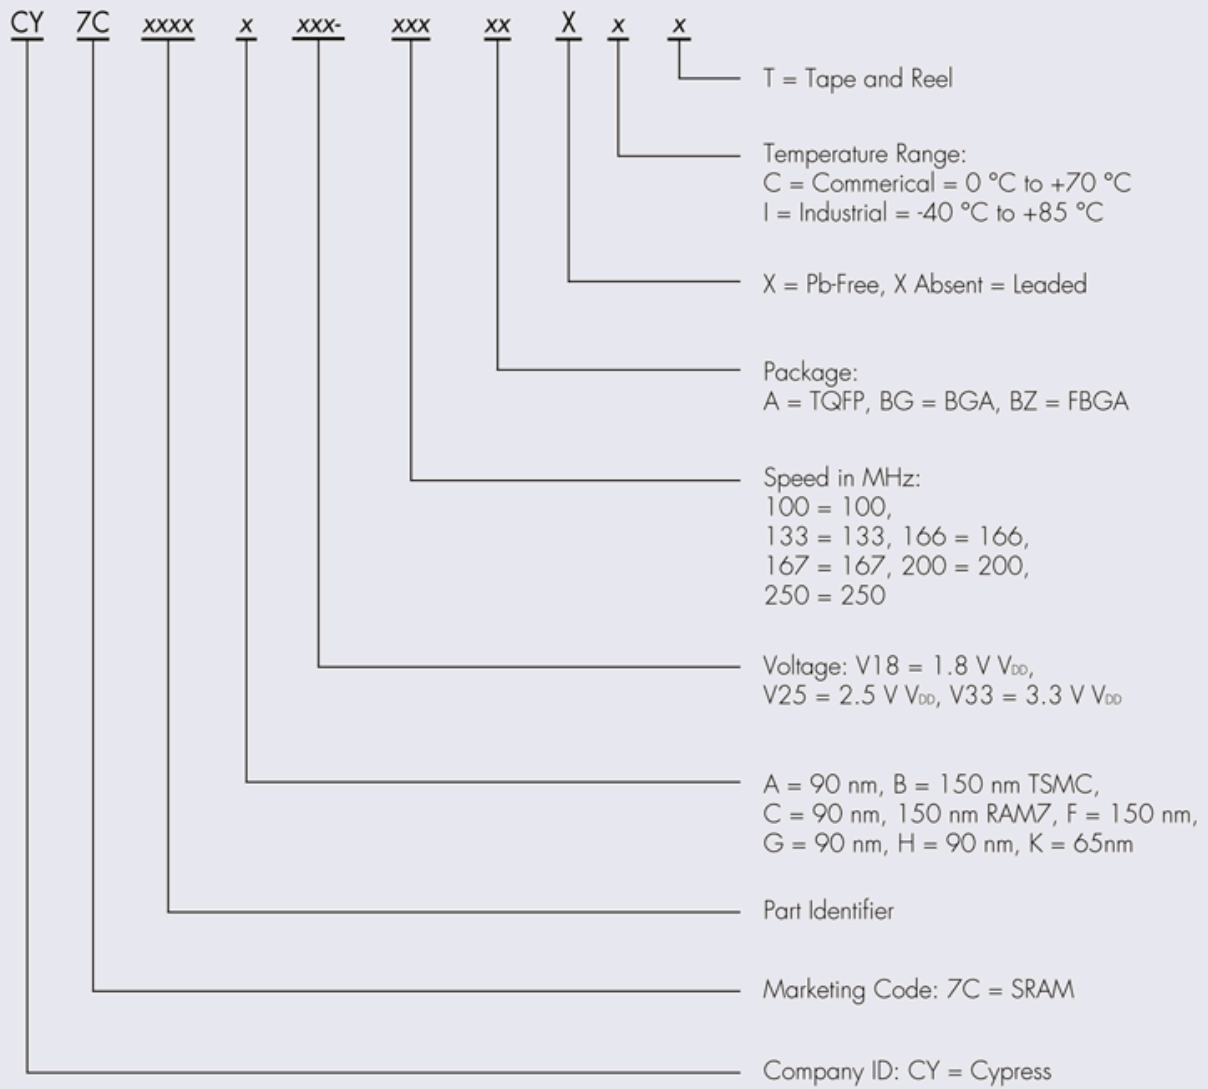 CY 7C xxxx x xxx- xxx xx X x x
T = Tape and Reel
Temperature Range:
C = Commerical = 0 °C to +70 °C
I = Industrial = -40 °C to +85 °C
X = Pb-Free, X Absent = Leaded
Package:
A = TQFP, BG = BGA, BZ = FBGA
Speed in MHz:
100 = 100,
133 = 133, 166 = 166,
167 = 167, 200 = 200,
250 = 250
Voltage: V18 = 1.8 V VDD,
V25 = 2.5 V VDD, V33 = 3.3 V VDD
A = 90 nm, B = 150 nm TSMC,
C = 90 nm, 150 nm RAM7, F = 150 nm,
G = 90 nm, H = 90 nm, K = 65nm
Part Identifier
Marketing Code: 7C = SRAM
Company ID: CY = Cypress